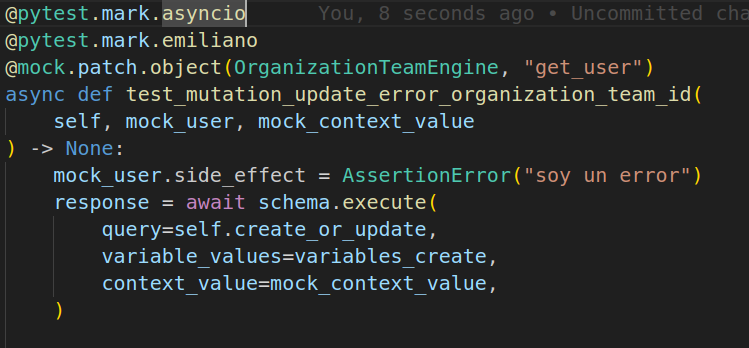 @pytest.mark.asyncio You, 8 seconds ago • Uncommitted cha
@pytest.mark.emiliano
@mock.patch.object(OrganizationTeamEngine, "get_user")
async def test_mutation_update_error_organization_team_id(
    self, mock_user, mock_context_value
) -> None:
    mock_user.side_effect = AssertionError("soy un error")
    response = await schema.execute(
        query=self.create_or_update,
        variable_values=variables_create,
        context_value=mock_context_value,
    )